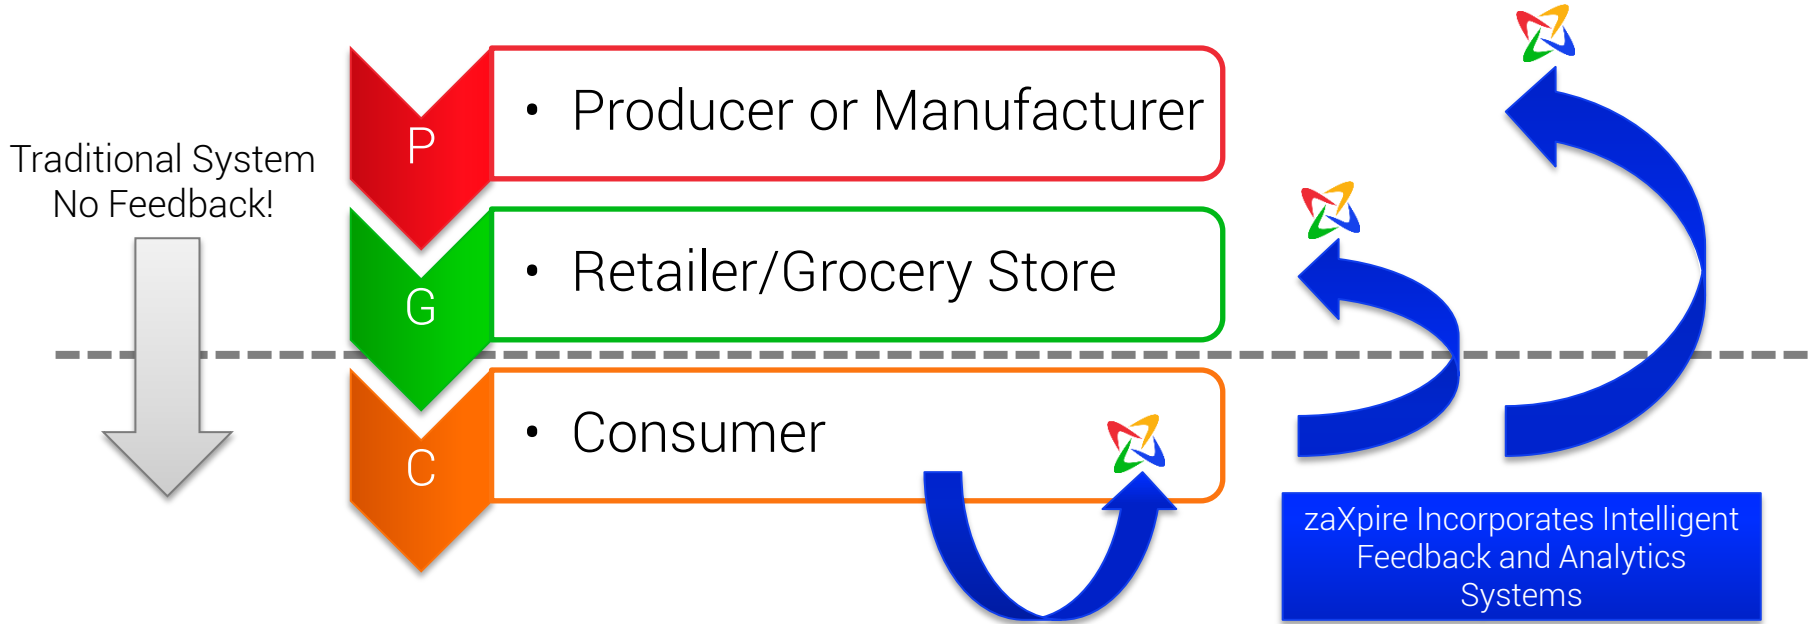 Traditional System
No Feedback!
P
• Producer or Manufacturer
G
• Retailer/Grocery Store
C
• Consumer
zaXpire Incorporates Intelligent
Feedback and Analytics
Systems